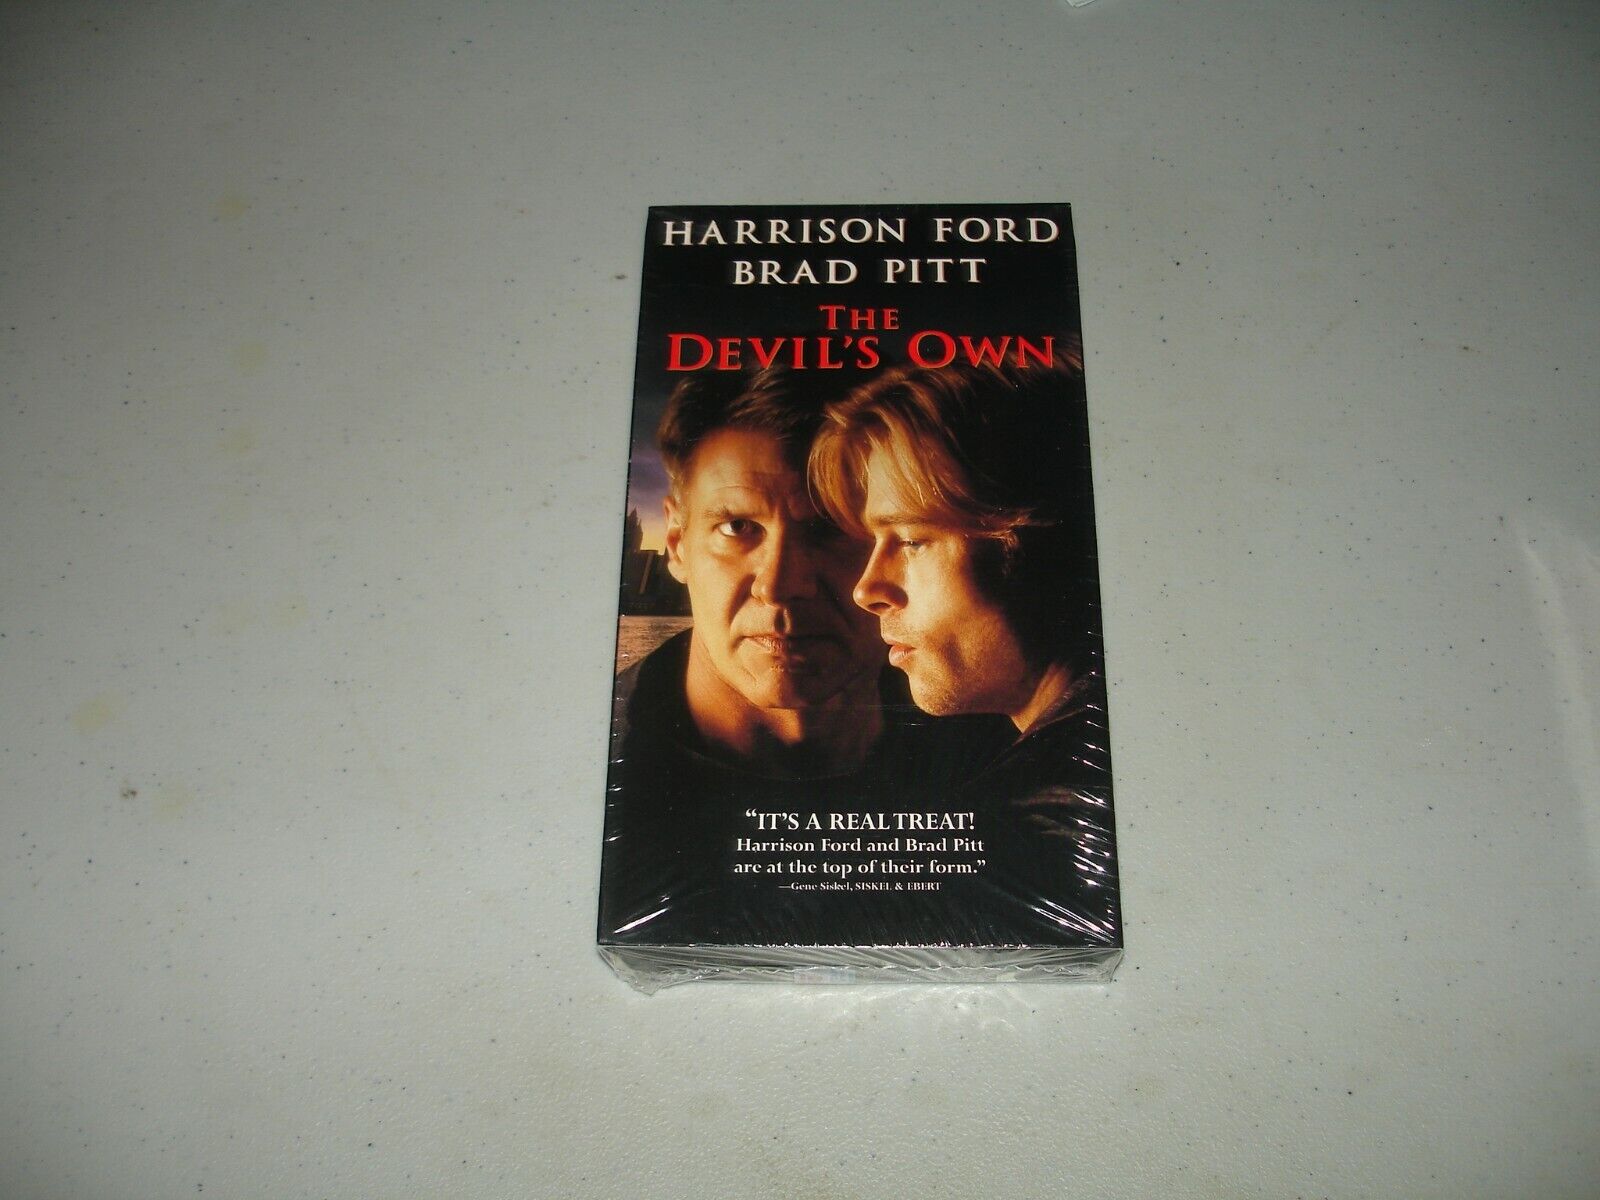 HARRISON FORD
BRAD PITT
THE
DEVIL'S OWN
“IT'S A REAL TREAT!
Harrison Ford and Brad Pitt
are at the top of their form.”
—Gene Siskel, SISKEL & EBERT